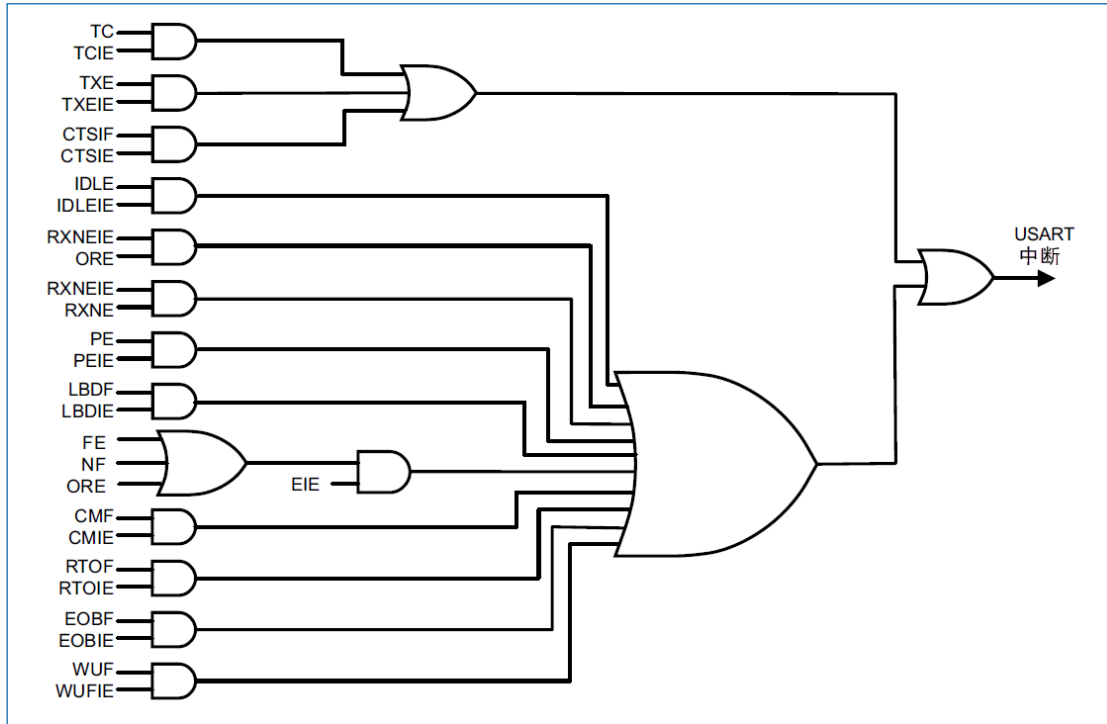 TC
TCIE
TXE
TXEIE
CTSIF
CTSIE
IDLE
IDLEIE
RXNEIE
ORE
RXNEIE
RXNE
PE
PEIE
LBDF
LBDIE
FE
NF
ORE
EIE
CMF
CMIE
RTOF
RTOIE
EOBF
EOBIE
WUF
WUFIE
USART
中断